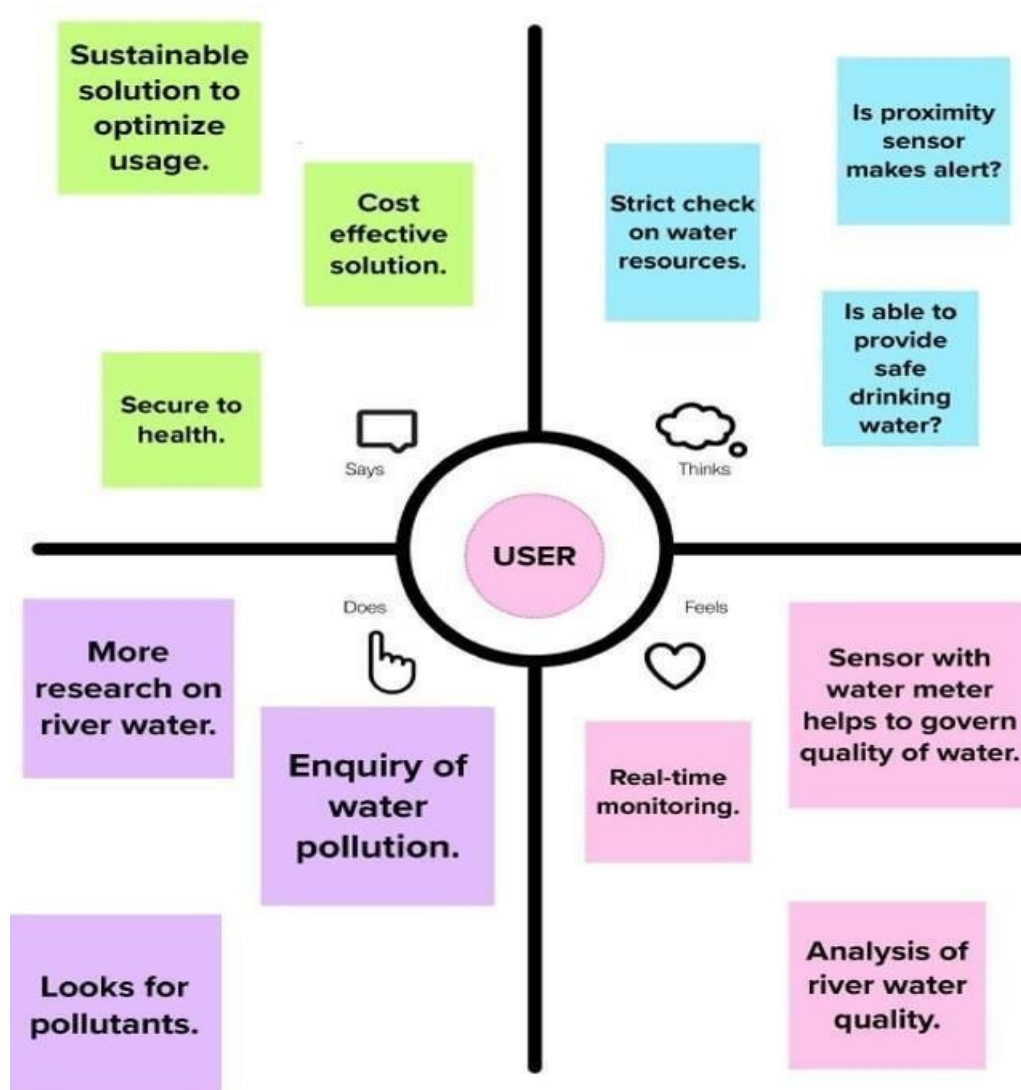 Sustainable
solution to
optimize
usage.
Cost
effective
solution.
Secure to
health.
Says
Is proximity
sensor
makes alert?
Strict check
on water
resources.
Is able to
provide
safe
drinking
water?
Thinks
USER
Does
More
research on
river water.
Enquiry of
water
pollution.
Looks for
pollutants.
Feels
Sensor with
water meter
helps to govern
quality of water.
Real-time
monitoring.
Analysis of
river water
quality.